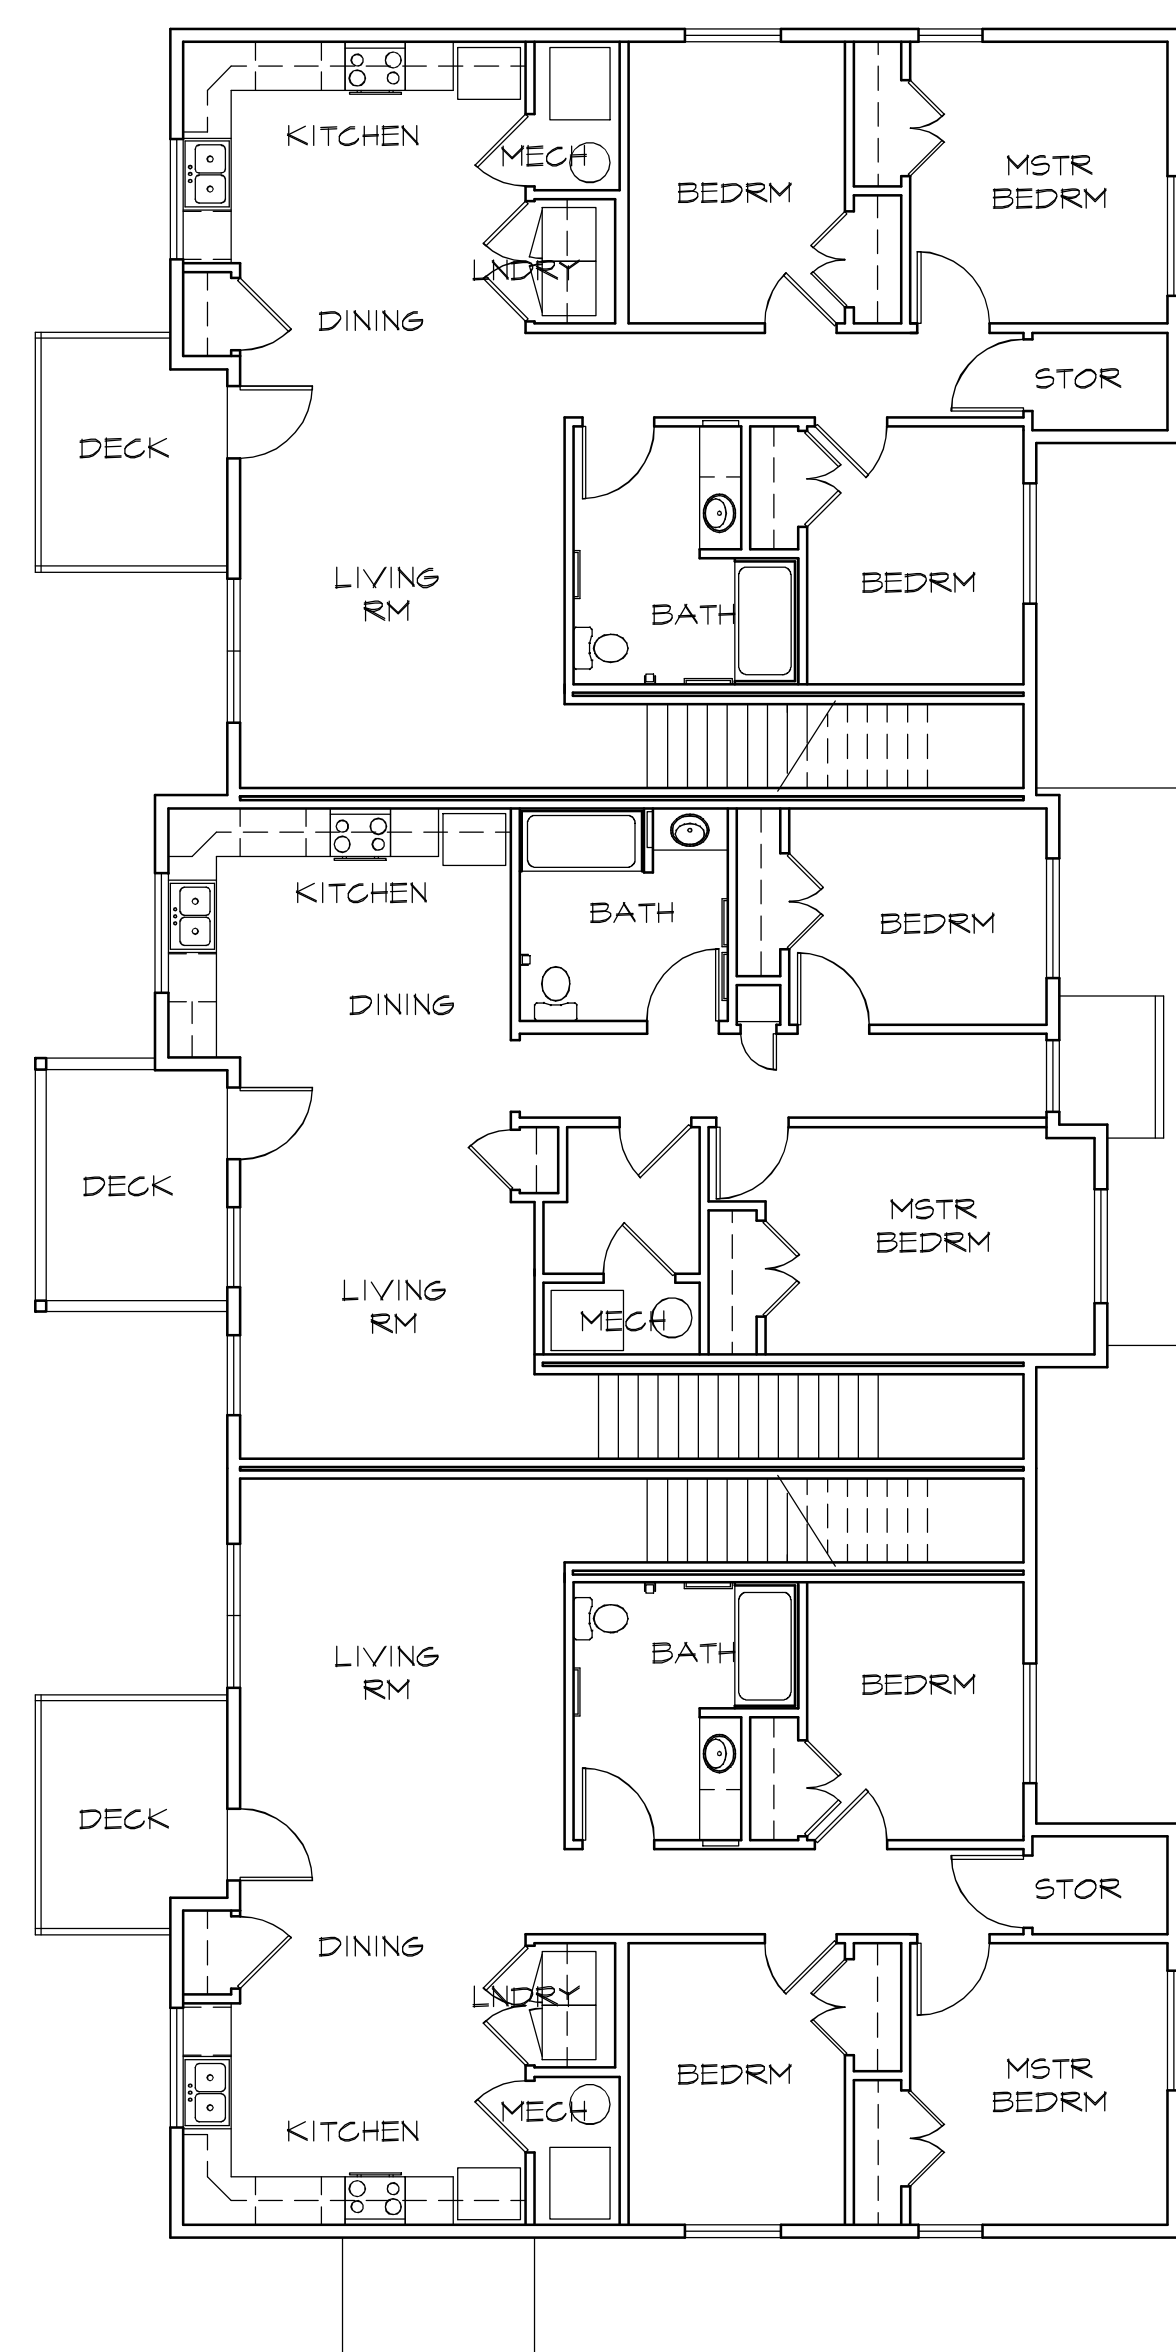 KITCHEN
MECH
MSTR
BEDRM
BEDRM
LNDRY
DINING
STOR
DECK
LIVING
RM
BEDRM
BATH
KITCHEN
BATH
BEDRM
DINING
DECK
MSTR
BEDRM
LIVING
RM
MECH
LIVING
RM
BATH
BEDRM
DECK
STOR
DINING
LNDRY
BEDRM
MSTR
BEDRM
MECH
KITCHEN